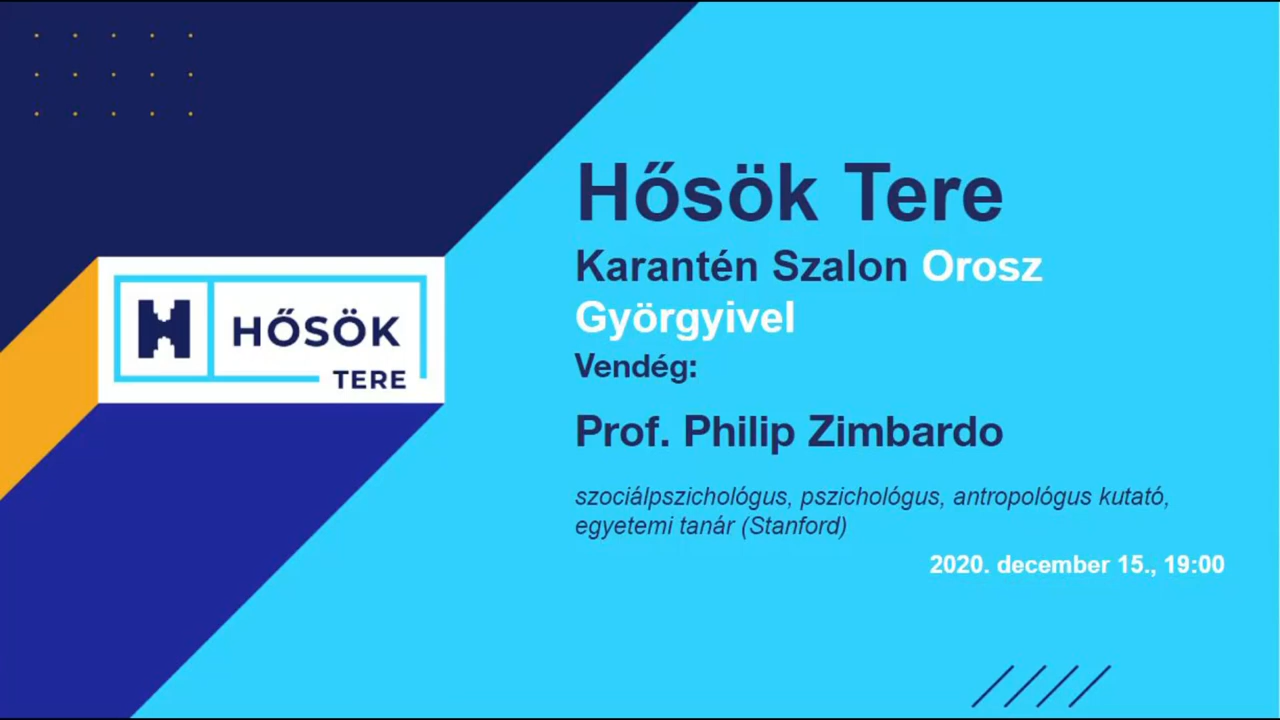 HŐSÖK
TERE
Hősök Tere
Karantén Szalon Orosz
Györgyivel
Vendég:
Prof. Philip Zimbardo
szociálpszichológus, pszichológus, antropológus kutató,
egyetemi tanár (Stanford)
2020. december 15., 19:00